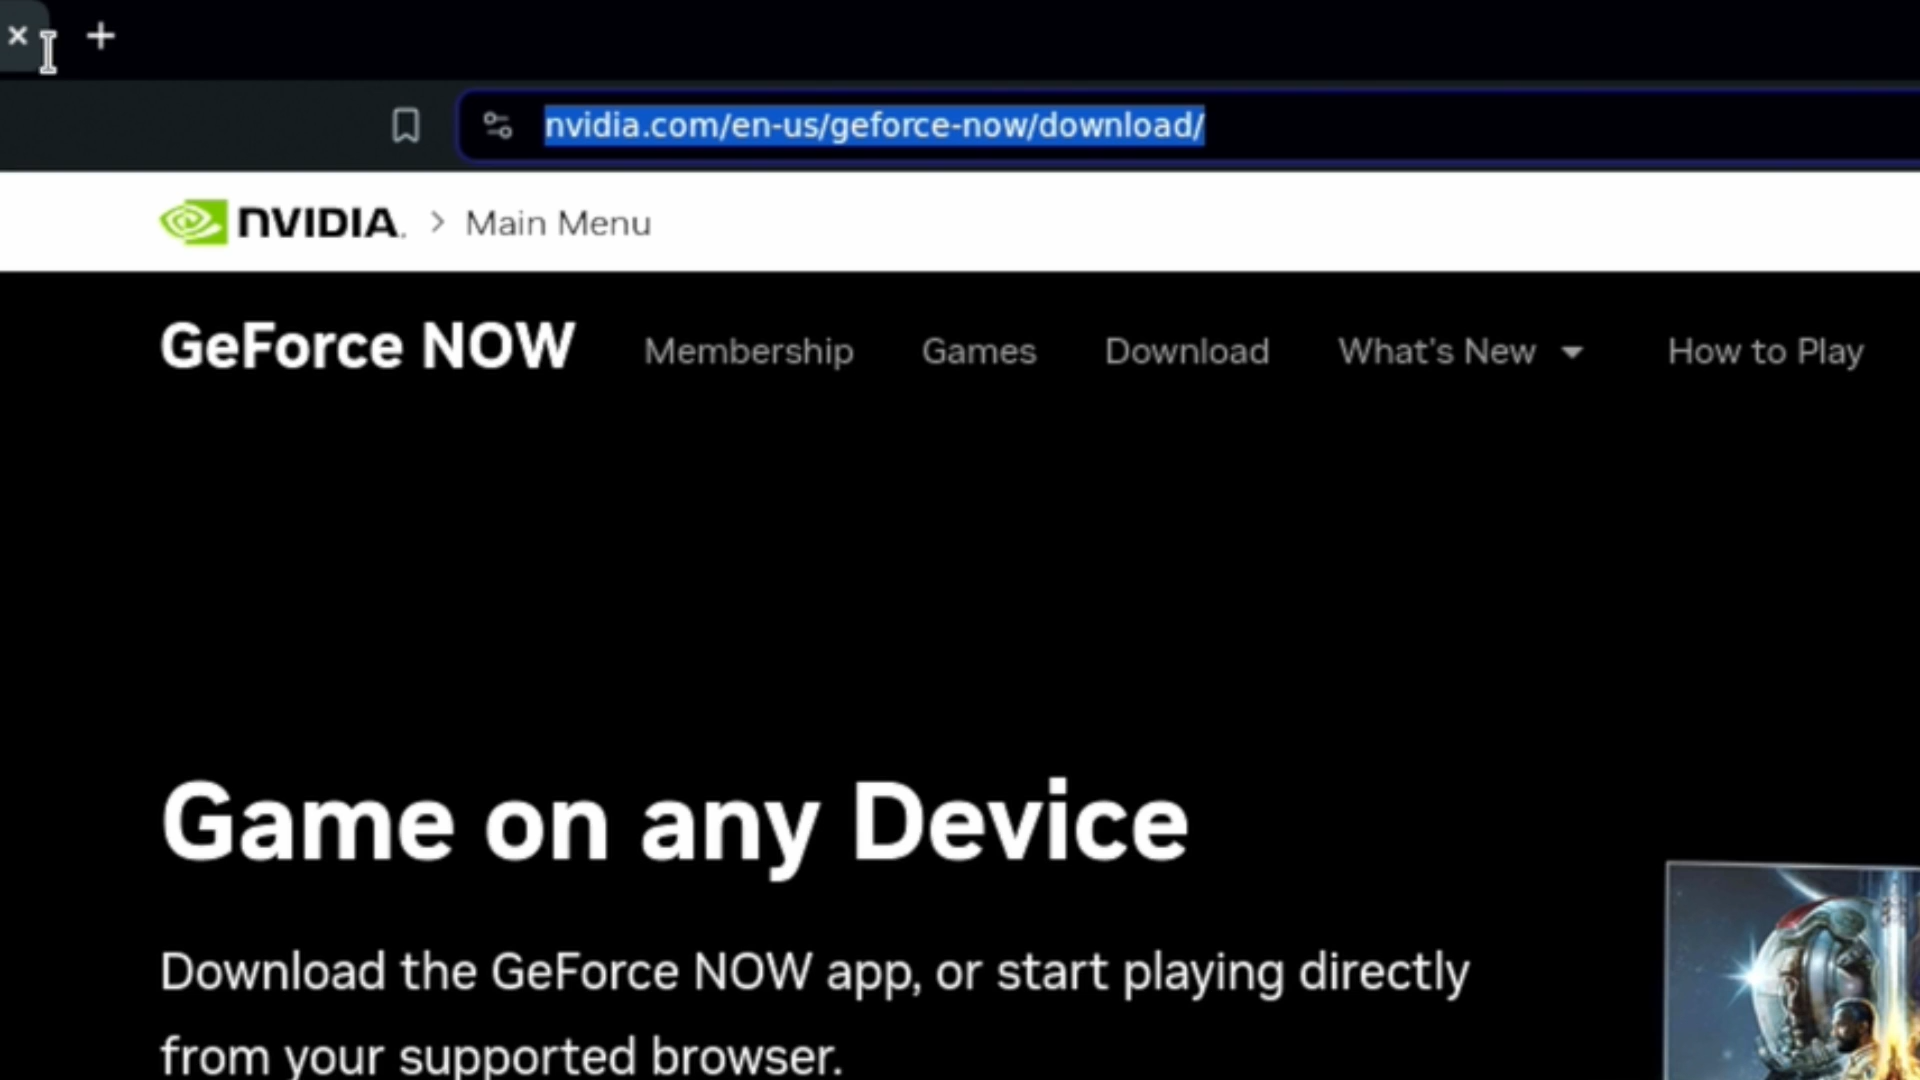 nvidia.com/en-us/geforce-now/download/
NVIDIA. > Main Menu
GeForce NOW Membership Games Download What's New How to Play
Game on any Device
Download the GeForce NOW app, or start playing directly
from your supported browser.